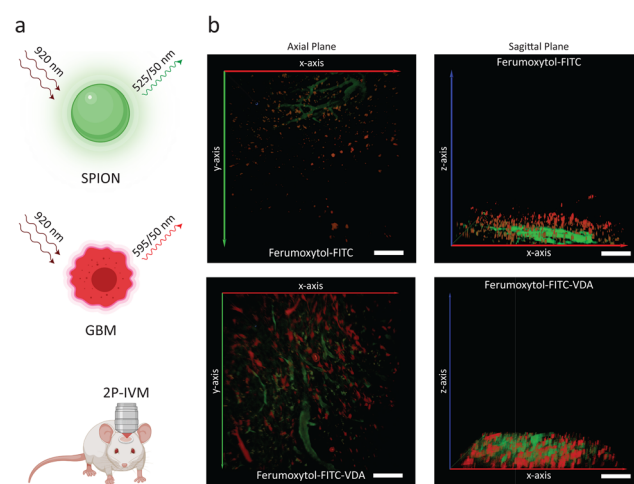 a
920 nm
525/50 nm
SPION
920 nm
595/50 nm
GBM
2P-IVM
b
Axial Plane
x-axis
y-axis
Ferumoxytol-FITC
Sagittal Plane
Ferumoxytol-FITC
z-axis
x-axis
x-axis
y-axis
Ferumoxytol-FITC-VDA
Ferumoxytol-FITC-VDA
z-axis
x-axis